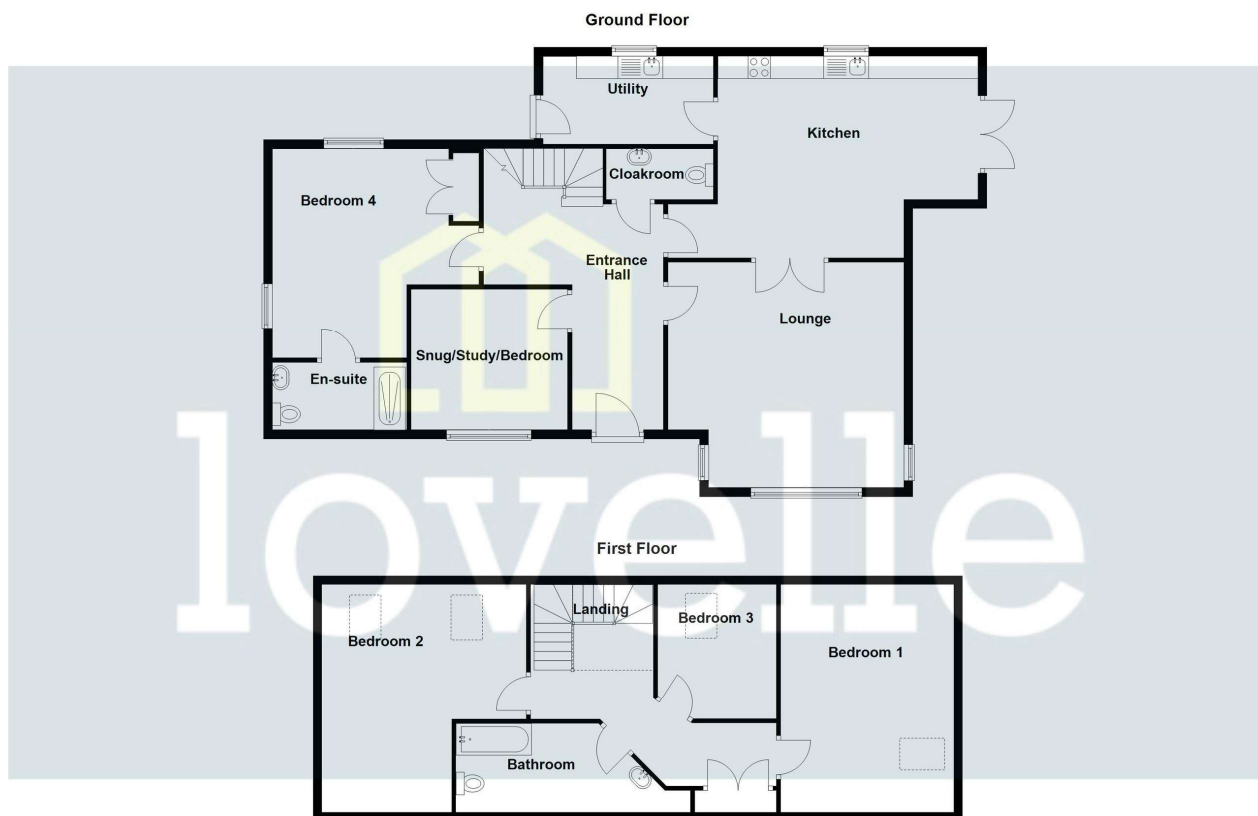 Ground Floor
Utility
Kitchen
Cloakroom
Bedroom 4
Entrance
Hall
Lounge
Snug/Study/Bedroom
En-suite
lovelle
First Floor
Landing
Bedroom 3
Bedroom 2
Bedroom 1
Bathroom